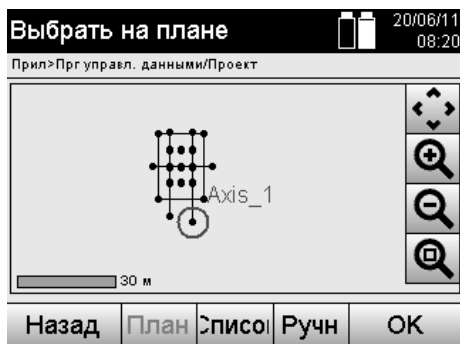 Выбрать на плане
20/06/11
08:20
Прил>Прг управл. данными/Проект
Axis_1
30 м
Назад План Списо Ручн OK